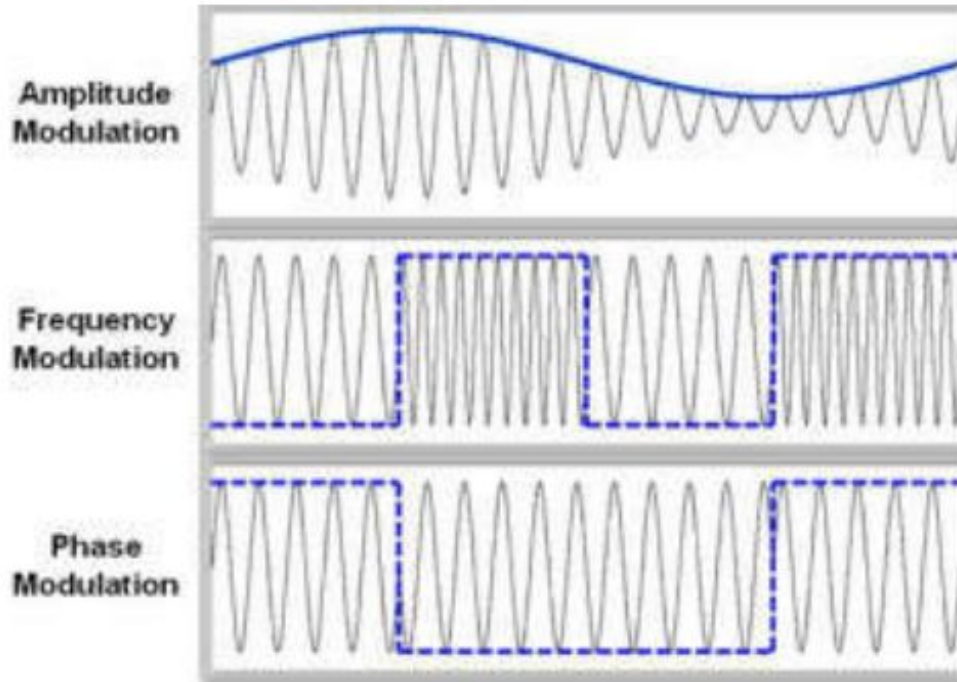 Amplitude
Modulation
Frequency
Modulation
Phase
Modulation